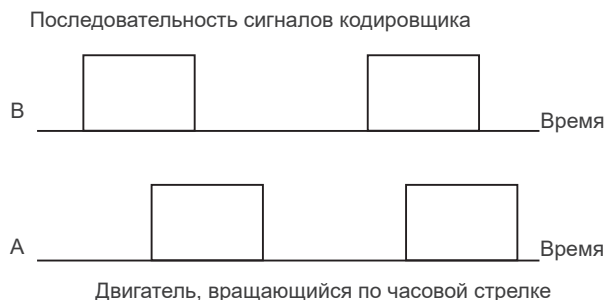 Последовательность сигналов кодировщика
B
Время
A
Время
Двигатель, вращающийся по часовой стрелке